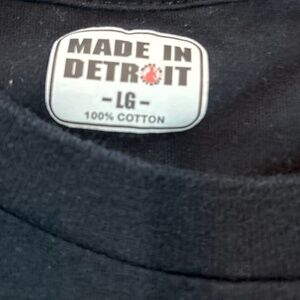 MADE IN
DETROIT
- LG -
100% COTTON